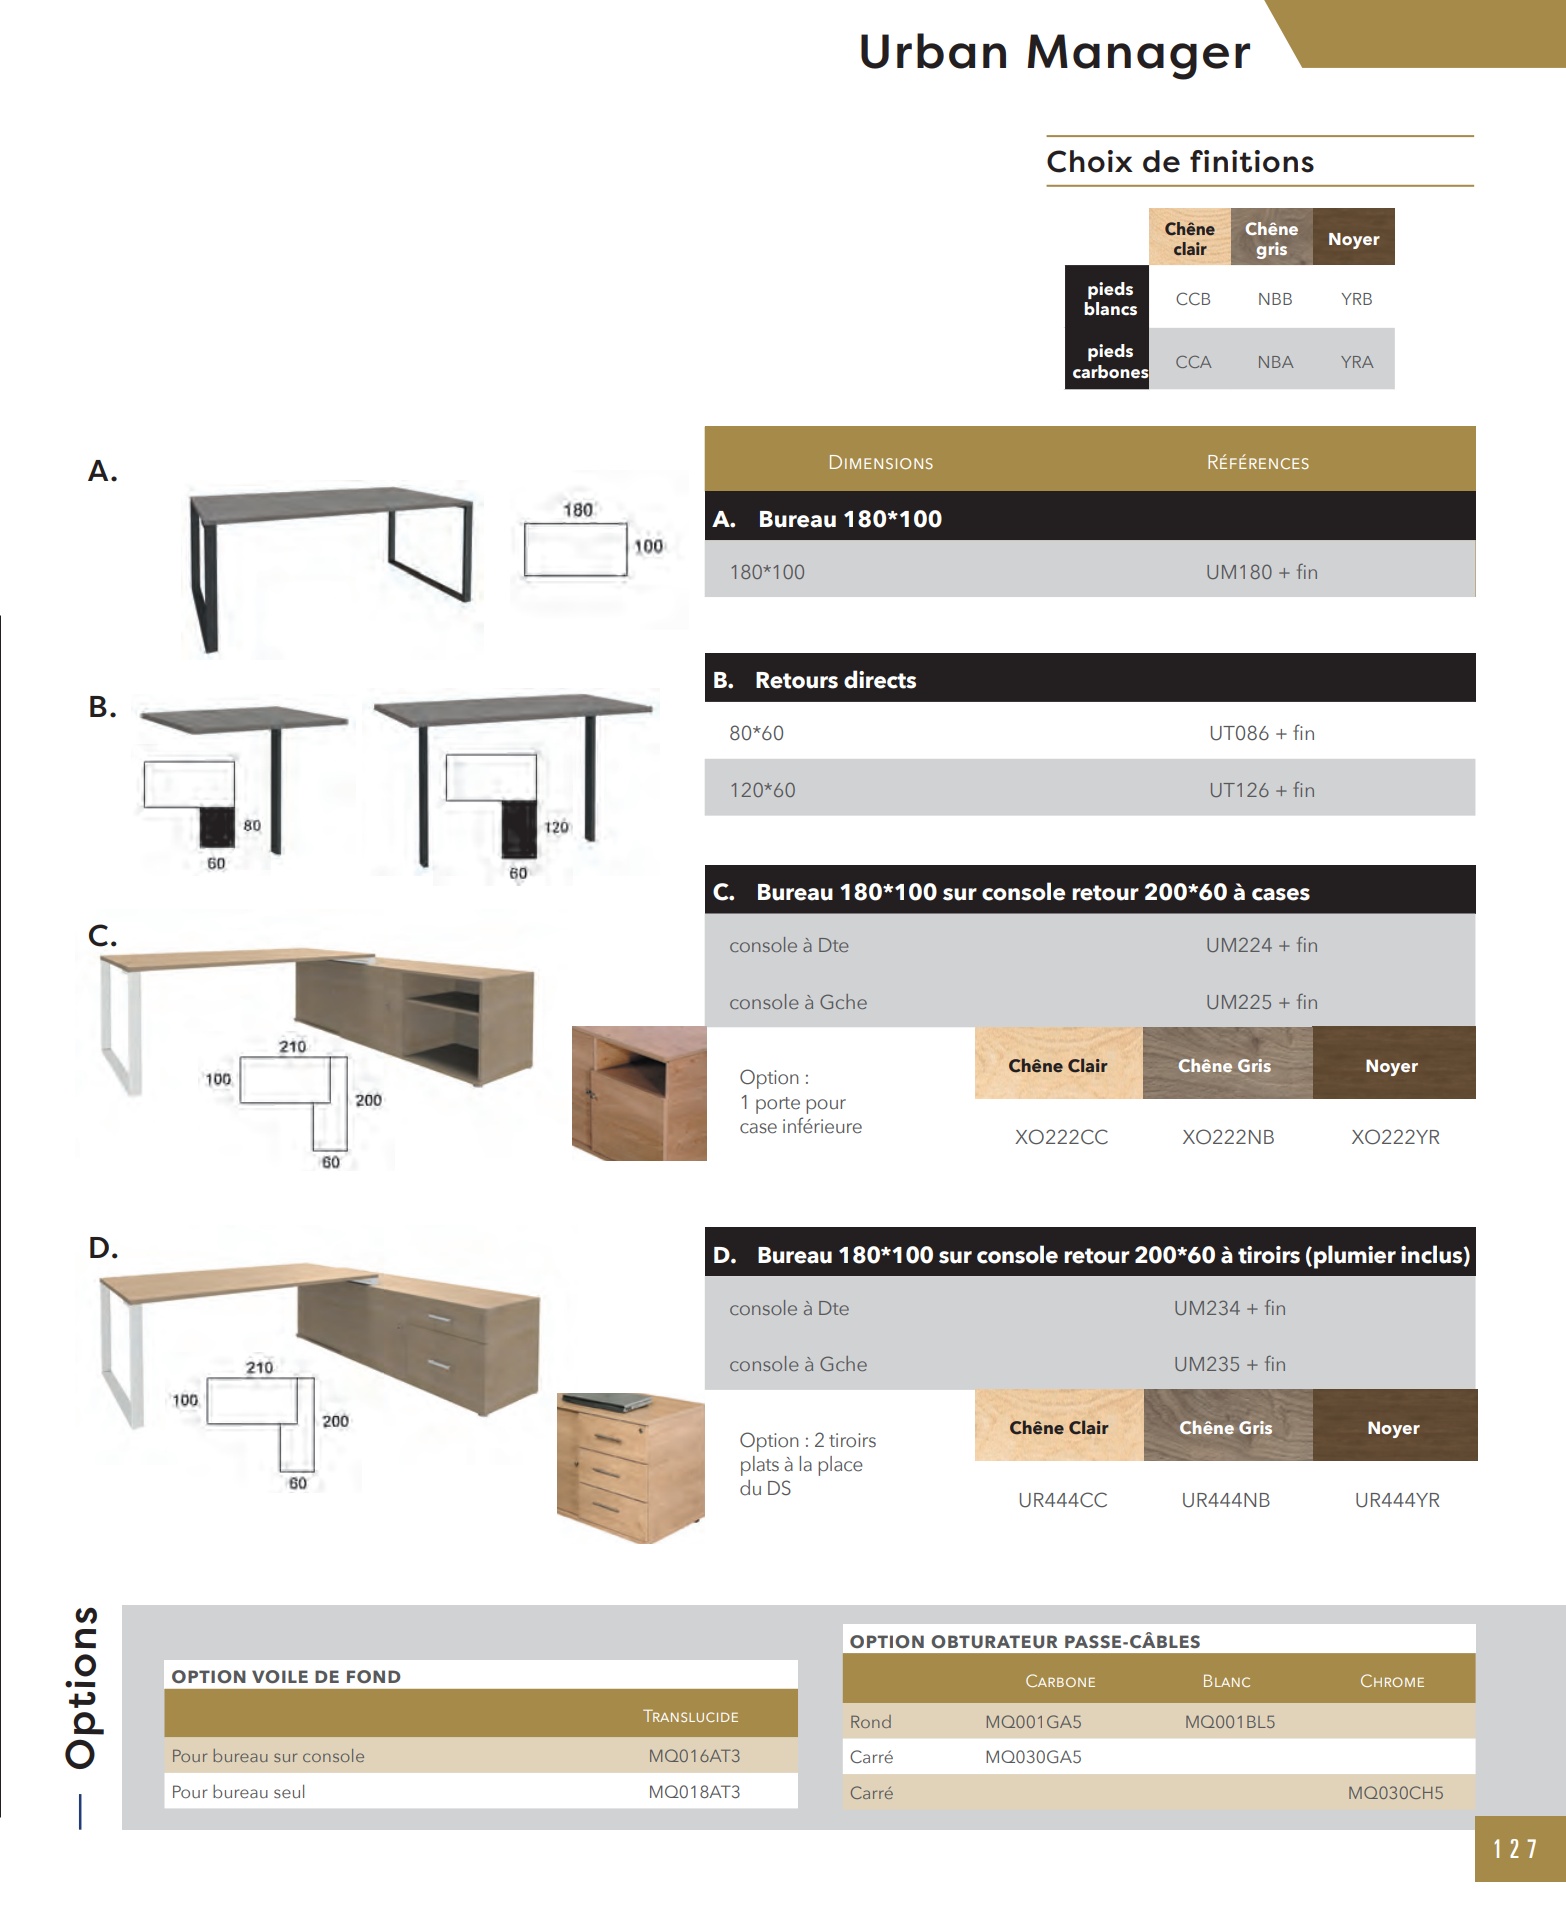 Urban Manager
Choix de finitions
Chêne clair	Chêne gris	Noyer
pieds blancs	CCB	NBB	YRB
pieds carbones	CCA	NBA	YRA
Dimensions	Références
A.
180
100
A. Bureau 180*100
180*100	UM180 + fin
B.
80
60
120
60
B. Retours directs
80*60	UT086 + fin
120*60	UT126 + fin
C.
210
100
200
60
C. Bureau 180*100 sur console retour 200*60 à cases
console à Dte	UM224 + fin
console à Gche	UM225 + fin
Option :
1 porte pour
case inférieure
Chêne Clair	Chêne Gris	Noyer
XO222CC	XO222NB	XO222YR
D.
210
100
200
60
D. Bureau 180*100 sur console retour 200*60 à tiroirs (plumier inclus)
console à Dte	UM234 + fin
console à Gche	UM235 + fin
Option : 2 tiroirs
plats à la place
du DS
Chêne Clair	Chêne Gris	Noyer
UR444CC	UR444NB	UR444YR
Options
OPTION VOILE DE FOND
Translucide
Pour bureau sur console	MQ016AT3
Pour bureau seul	MQ018AT3
OPTION OBTURATEUR PASSE-CÂBLES
Carbone	Blanc	Chrome
Rond	MQ001GA5	MQ001BL5
Carré	MQ030GA5
Carré	MQ030CH5
127